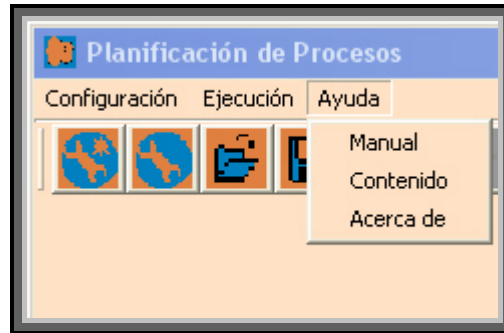 Planificación de Procesos
Configuración Ejecución Ayuda
Manual
Contenido
Acerca de